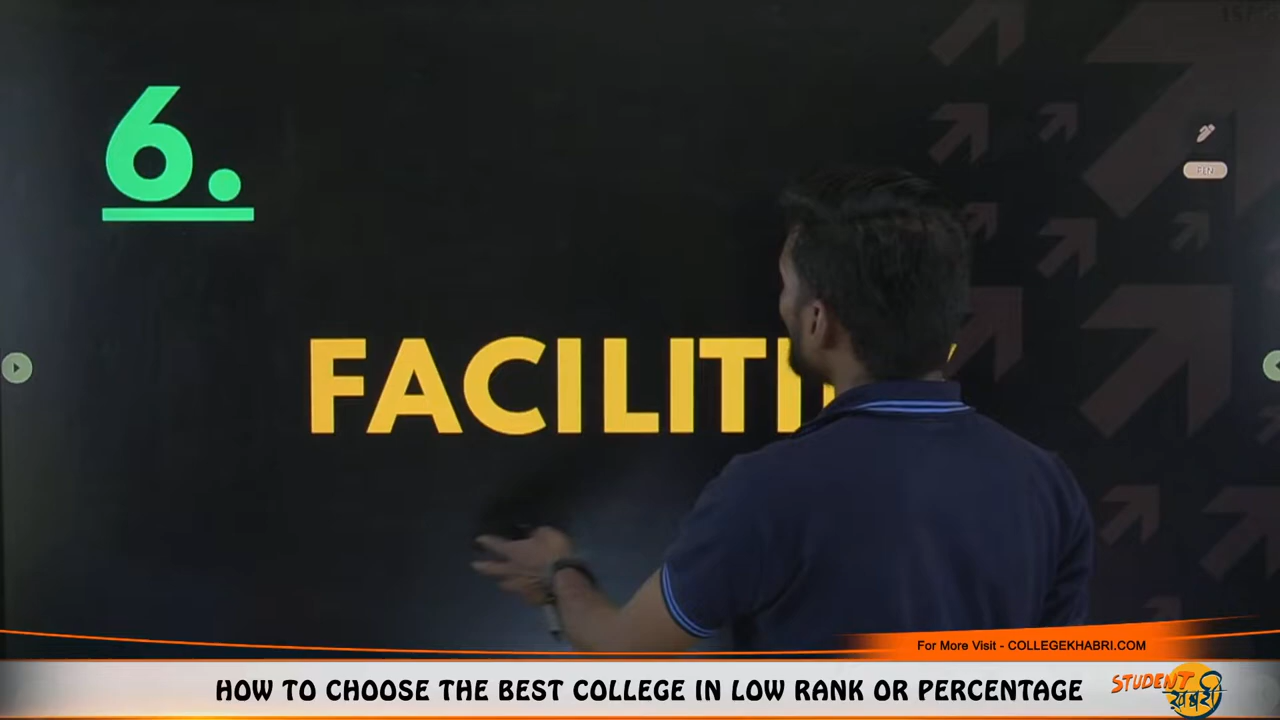 6.
PEN
For More Visit - COLLEGEKHABRI.COM
HOW TO CHOOSE THE BEST COLLEGE IN LOW RANK OR PERCENTAGE
STUDENT
खबरी